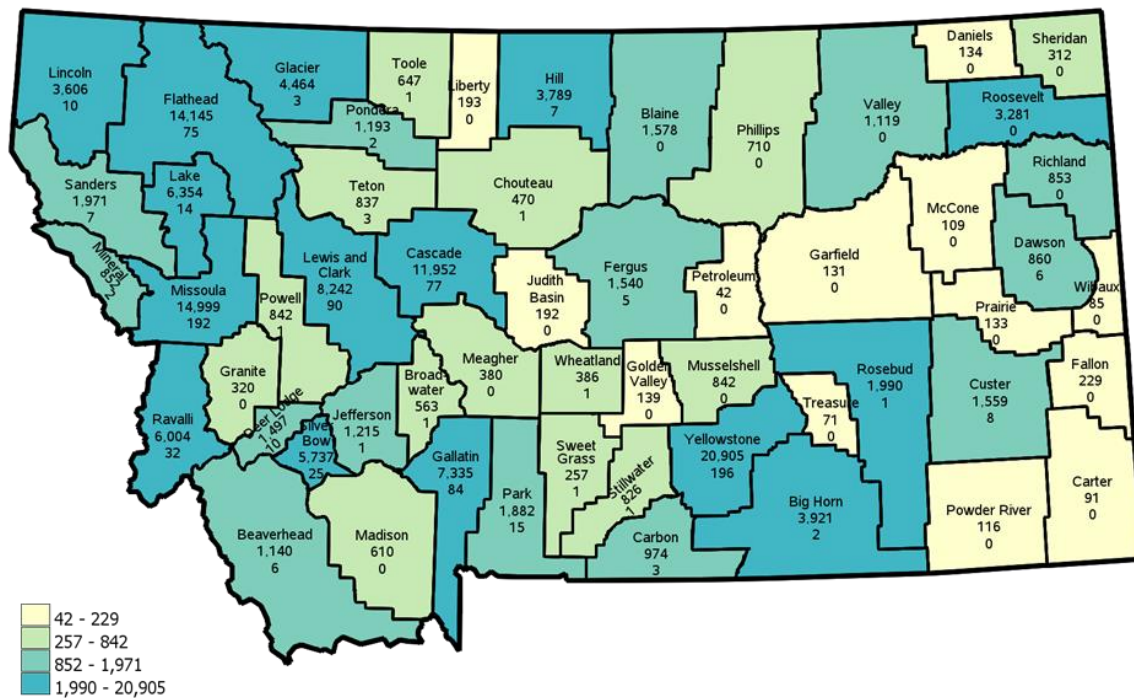 Lincoln
3,606
10
Flathead
14,145
75
Glacier
4,464
3
Toole
647
1
Liberty
193
0
Hill
3,789
7
Blaine
1,578
0
Phillips
710
0
Valley
1,119
0
Daniels
134
0
Sheridan
312
0
Roosevelt
3,281
0
Pondera
1,193
2
Sanders
1,971
7
Lake
6,354
14
Teton
837
3
Chouteau
470
1
Richland
853
0
McCone
109
0
Dawson
860
6
Garfield
131
0
Mineral
852
2
Missoula
14,999
192
Powell
842
1
Lewis and
Clark
8,242
90
Cascade
11,952
77
Judith
Basin
192
0
Fergus
1,540
5
Petroleum
42
0
Prairie
133
0
Wibaux
85
0
Granite
320
0
Meagher
380
0
Wheatland
386
1
Golden
Valley
139
0
Musselshell
842
0
Rosebud
1,990
1
Treasure
71
0
Custer
1,559
8
Fallon
229
0
Ravalli
6,004
32
Deer Lodge
1,497
10
Silver
Bow
5,737
25
Jefferson
1,215
1
Broad-
water
563
1
Gallatin
7,335
84
Park
1,882
15
Sweet
Grass
257
1
Stillwater
826
1
Yellowstone
20,905
196
Big Horn
3,921
2
Powder River
116
0
Carter
91
0
Beaverhead
1,140
6
Madison
610
0
Carbon
974
3
42 - 229
257 - 842
852 - 1,971
1,990 - 20,905